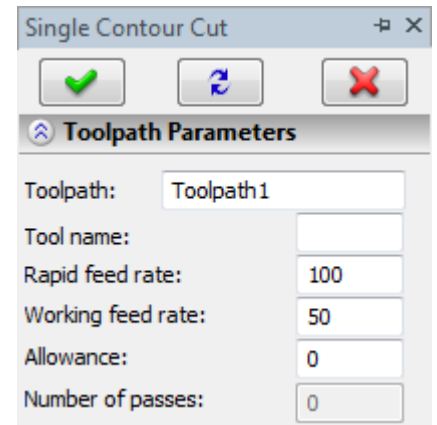 Single Contour Cut
Toolpath Parameters
Toolpath: Toolpath1
Tool name:
Rapid feed rate: 100
Working feed rate: 50
Allowance: 0
Number of passes: 0